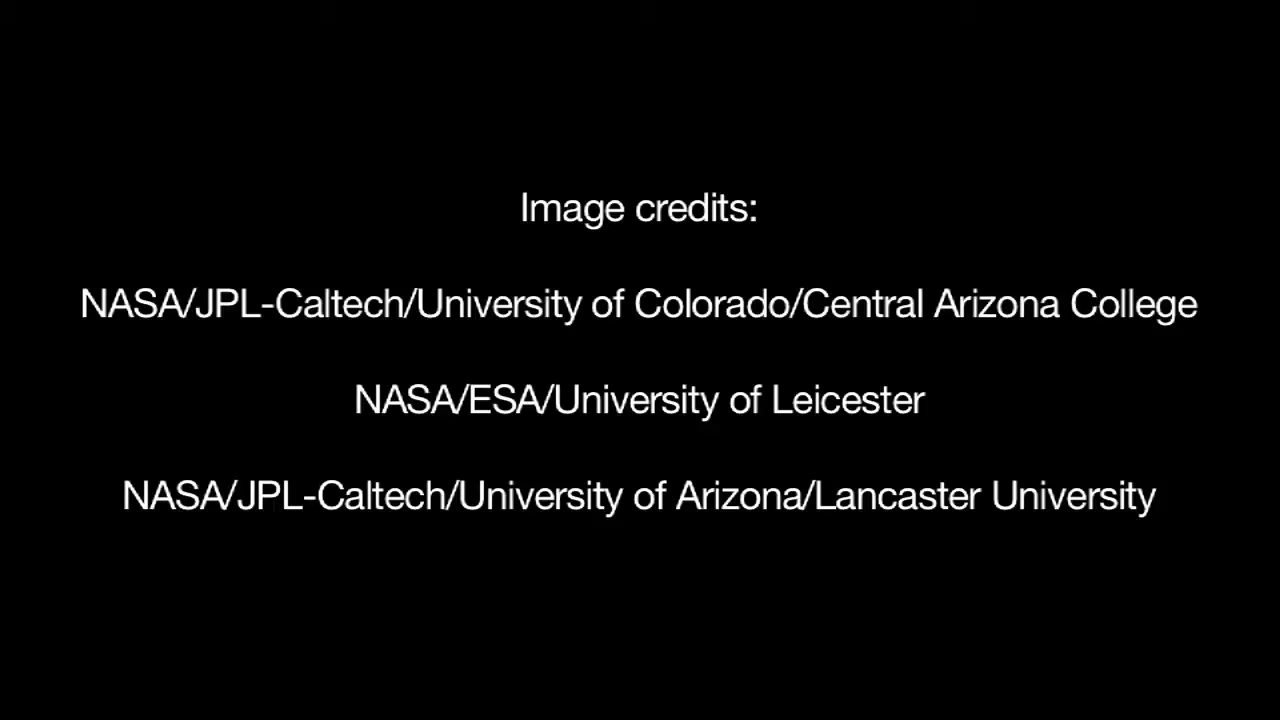 Image credits:
NASA/JPL-Caltech/University of Colorado/Central Arizona College
NASA/ESA/University of Leicester
NASA/JPL-Caltech/University of Arizona/Lancaster University